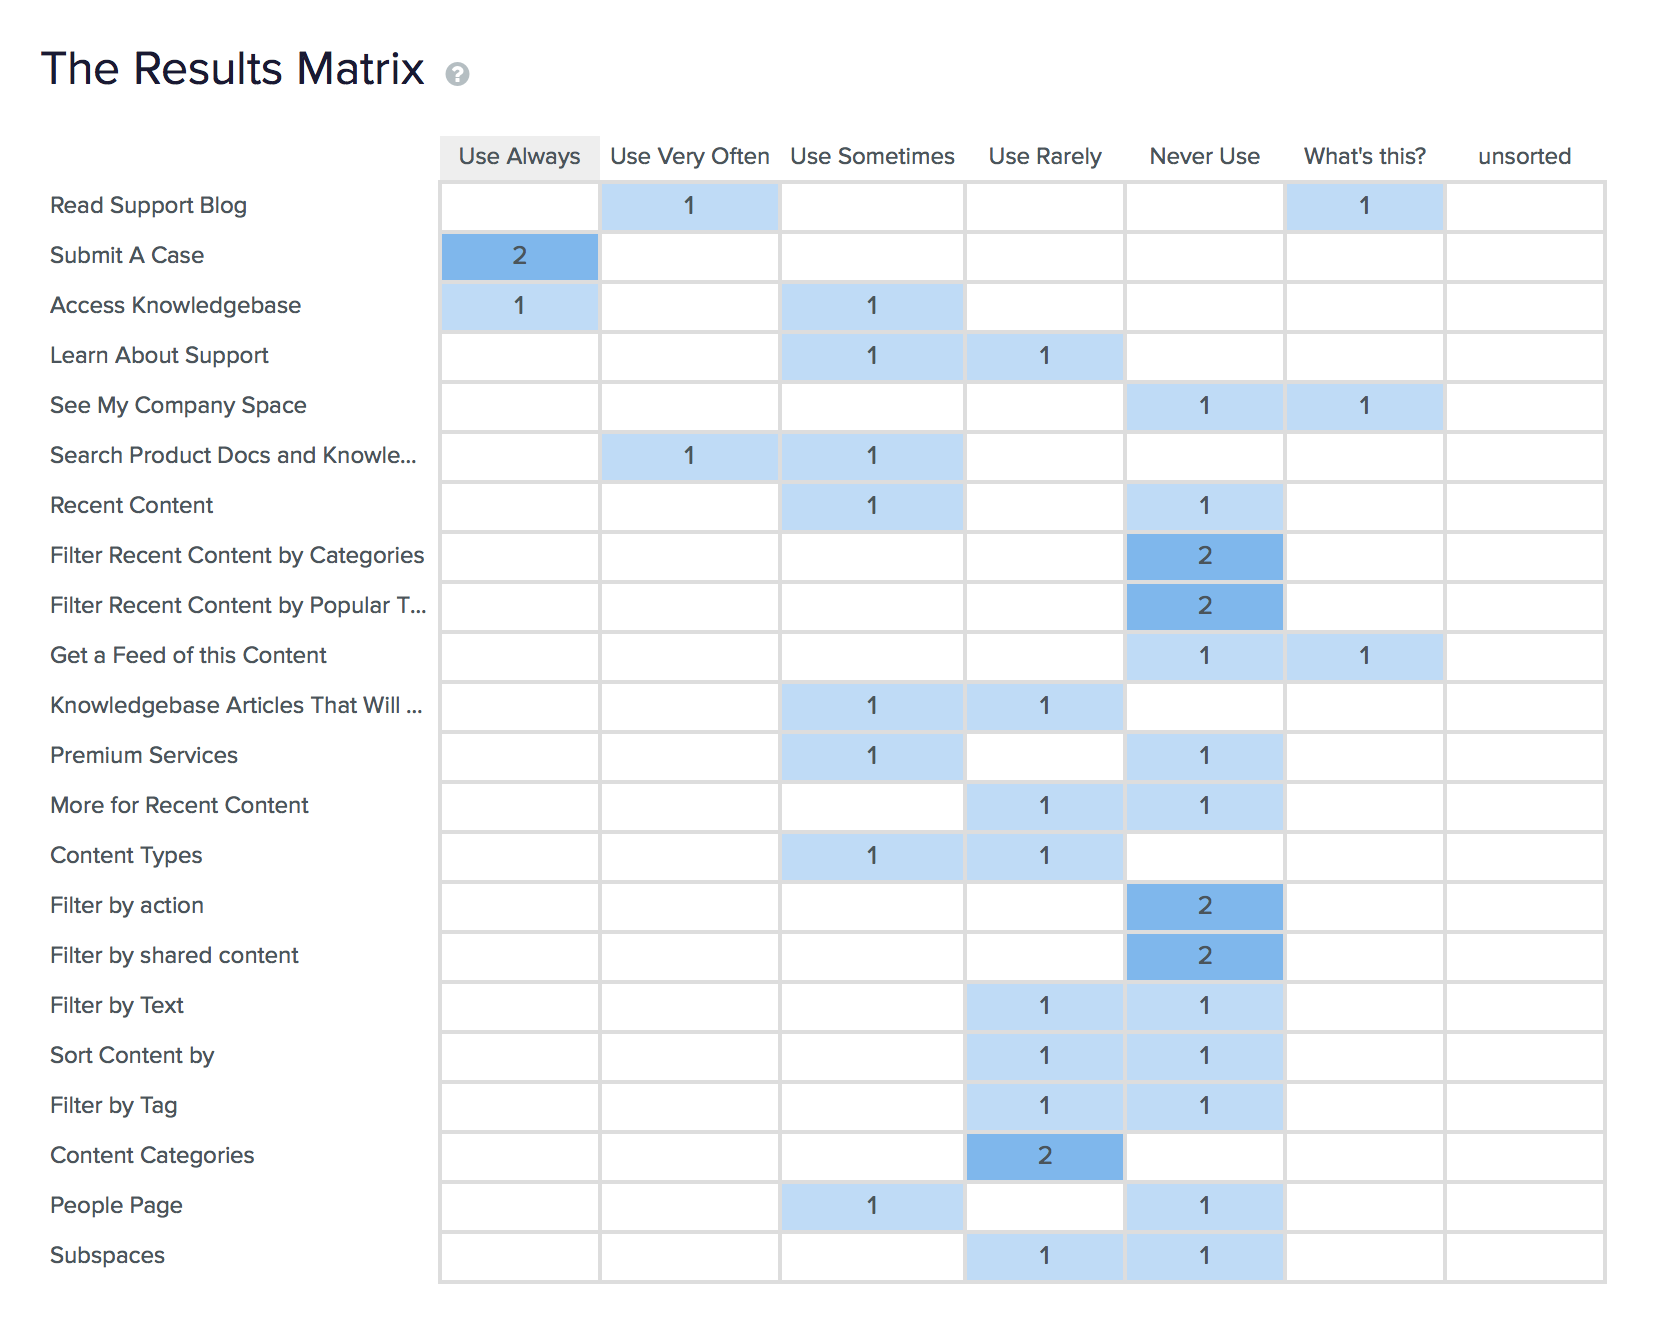 The Results Matrix ?
Use Always Use Very Often Use Sometimes Use Rarely Never Use What's this? unsorted
Read Support Blog 1 1
Submit A Case 2
Access Knowledgebase 1 1
Learn About Support 1 1
See My Company Space 1 1
Search Product Docs and Knowle... 1 1
Recent Content 1 1
Filter Recent Content by Categories 2
Filter Recent Content by Popular T... 2
Get a Feed of this Content 1 1
Knowledgebase Articles That Will ... 1 1
Premium Services 1 1
More for Recent Content 1 1
Content Types 1 1
Filter by action 2
Filter by shared content 2
Filter by Text 1 1
Sort Content by 1 1
Filter by Tag 1 1
Content Categories 2
People Page 1 1
Subspaces 1 1